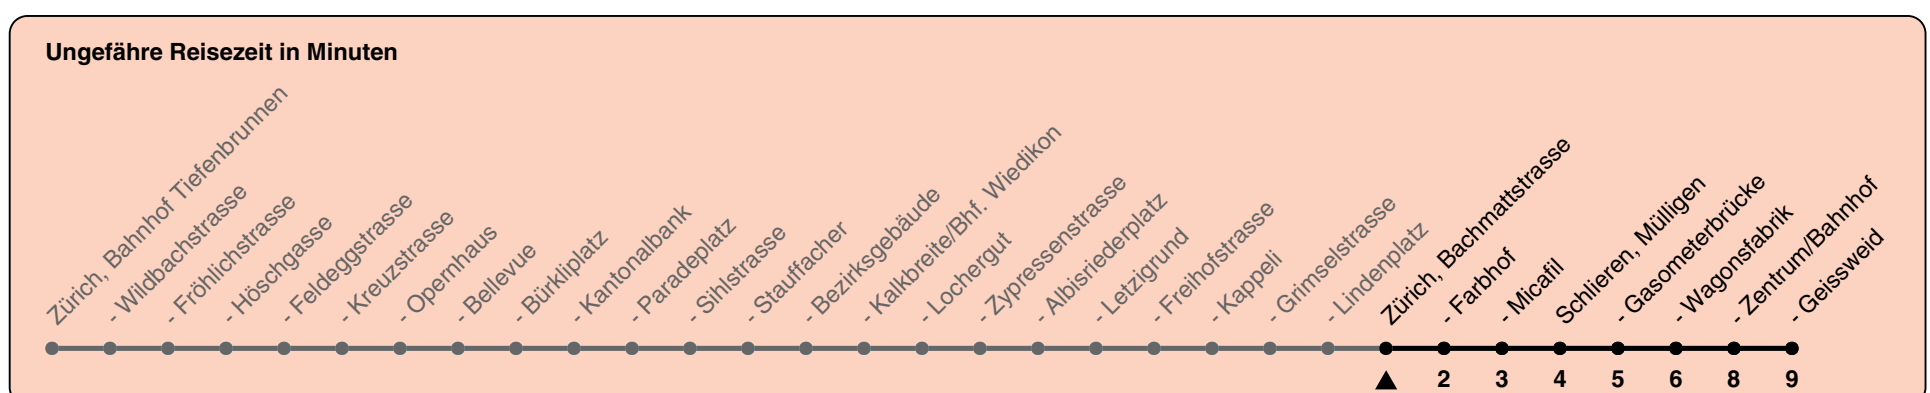 Ungefähre Reisezeit in Minuten
Zürich, Bahnhof Tiefenbrunnen
- Wildbachstrasse
- Fröhlichstrasse
- Höschgasse
- Feldeggstrasse
- Kreuzstrasse
- Opernhaus
- Bellevue
- Bürkliplatz
- Kantonalbank
- Paradeplatz
- Sihlstrasse
- Stauffacher
- Bezirksgebäude
- Kalkbreite/Bhf. Wiedikon
- Lochergut
- Zypressenstrasse
- Albisriederplatz
- Letzigrund
- Freihofstrasse
- Kappeli
- Grimselstrasse
- Lindenplatz
Zürich, Bachmattstrasse
- Farbhof
- Micafil
Schlieren, Mülligen
- Gasometerbrücke
- Wagonsfabrik
- Zentrum/Bahnhof
- Geissweid
2 3 4 5 6 8 9